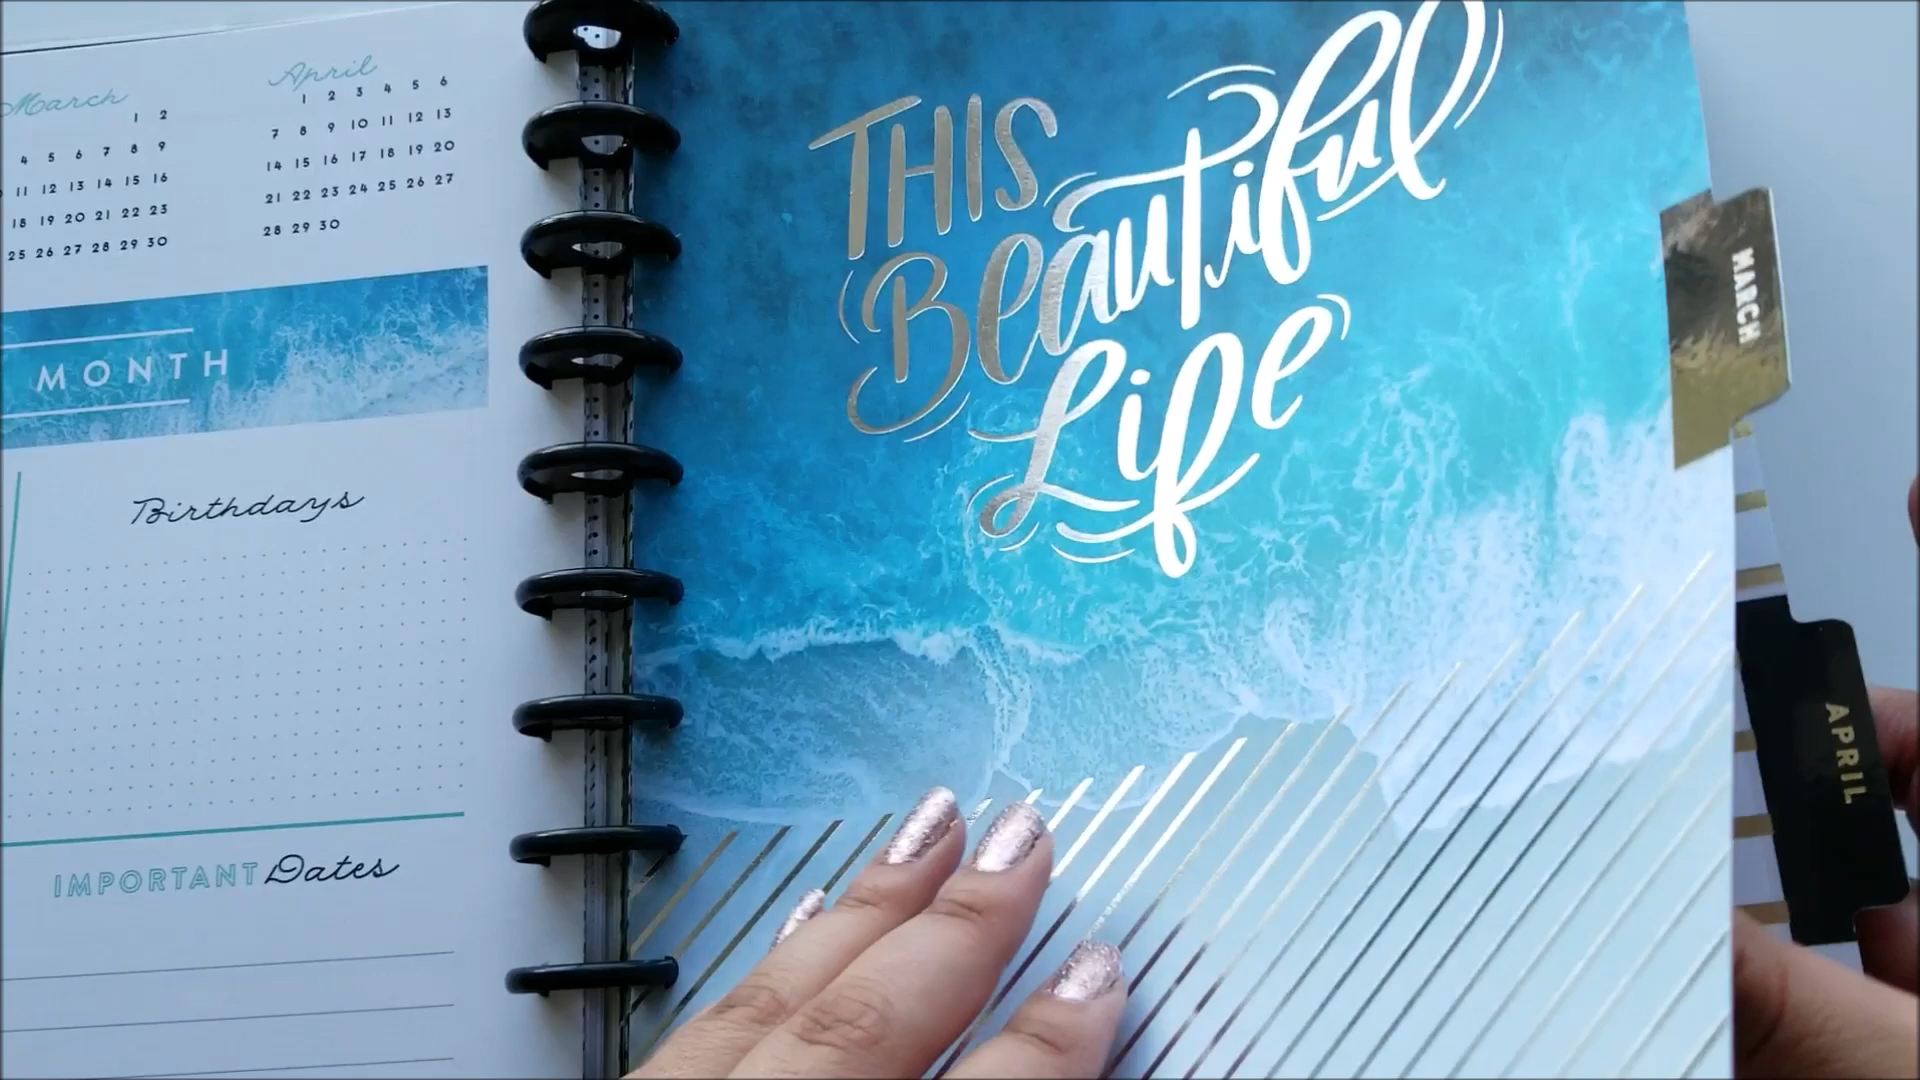 March
1 2
4 5 6 7 8 9
11 12 13 14 15 16
18 19 20 21 22 23
25 26 27 28 29 30
April
1 2 3 4 5 6
7 8 9 10 11 12 13
14 15 16 17 18 19 20
21 22 23 24 25 26 27
28 29 30
MONTH
Birthdays
IMPORTANT Dates
THIS
Beautiful
Life
MARCH
APRIL